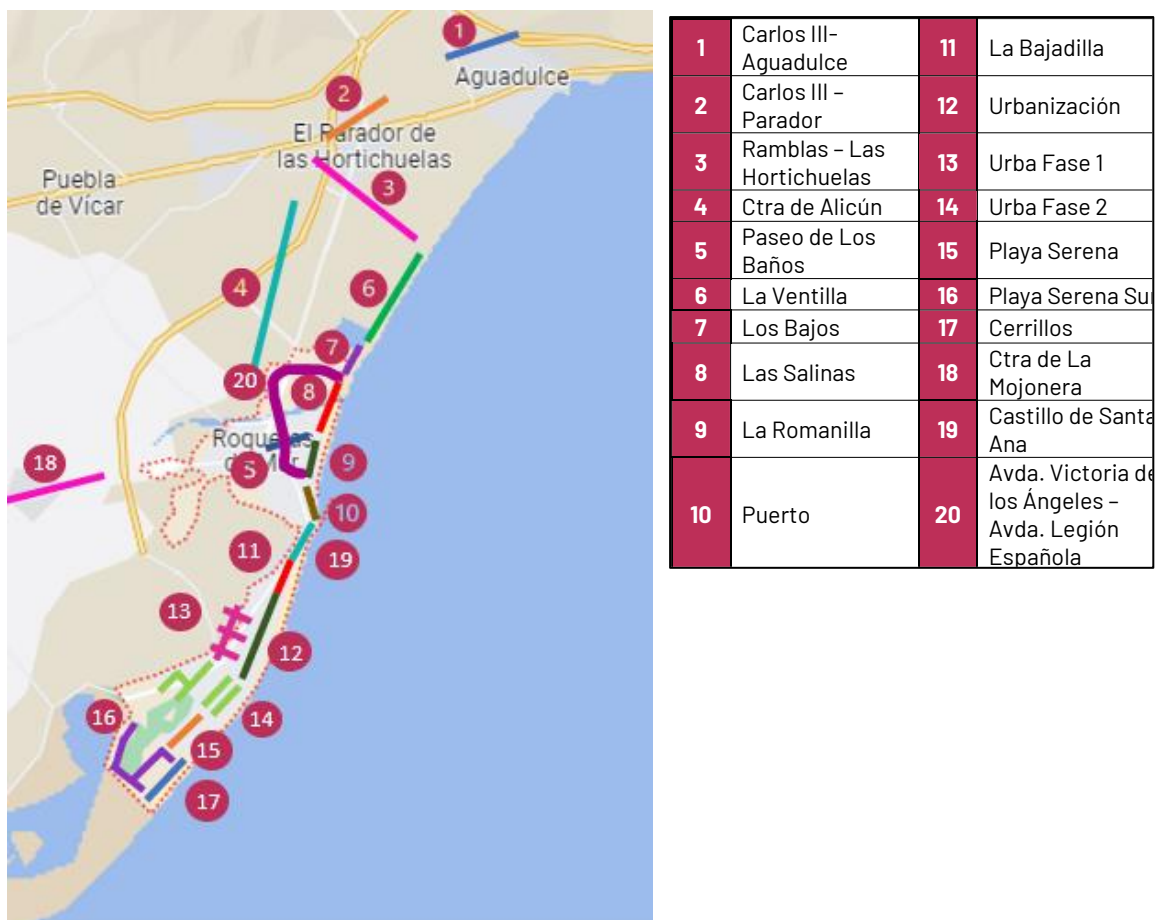 1
Aguadulce
2
El Parador de
las Hortichuelas
Puebla
de Vícar
3
4
6
7
20
8
Roquetas
de Mar
18
5
9
10
11
19
13
12
16
14
15
17
1 Carlos III- 11 La Bajadilla
Aguadulce
2 Carlos III – 12 Urbanización
Parador
3 Ramblas – Las 13 Urba Fase 1
Hortichuelas
4 Ctra de Alicún 14 Urba Fase 2
5 Paseo de Los 15 Playa Serena
Baños
6 La Ventilla 16 Playa Serena Sur
7 Los Bajos 17 Cerrillos
8 Las Salinas 18 Ctra de La
Mojonera
9 La Romanilla 19 Castillo de Santa
Ana
10 Puerto 20 Avda. Victoria de
los Ángeles –
Avda. Legión
Española